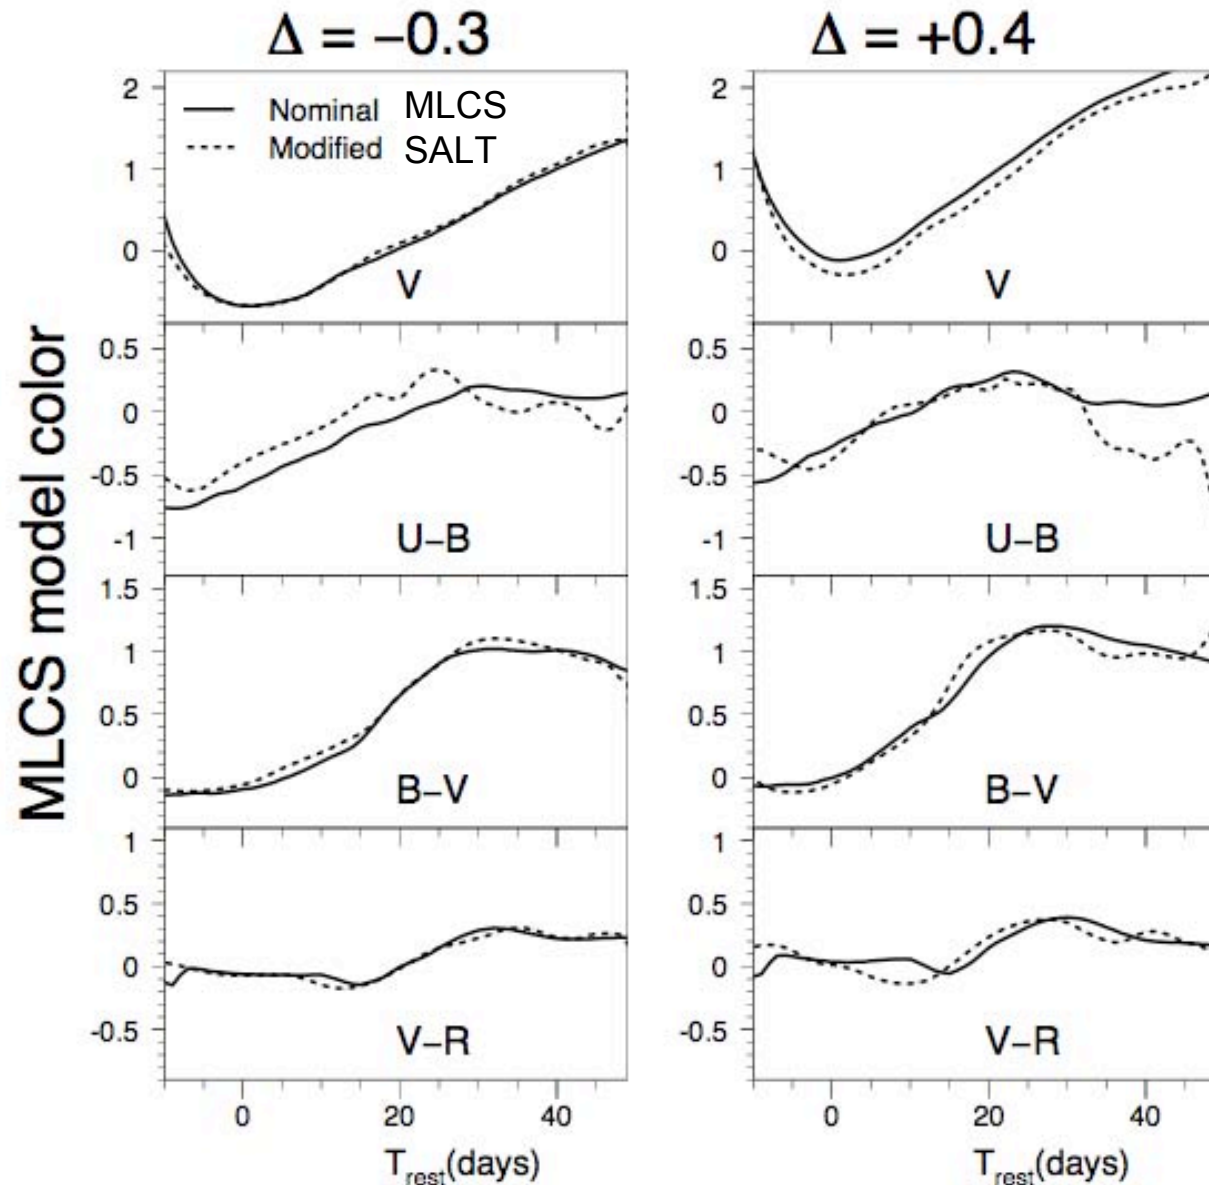 Δ = −0.3
Δ = +0.4
MLCS model color
2
1
0
Nominal MLCS
Modified SALT
V
2
1
0
V
0.5
0
-0.5
-1
U−B
0.5
0
-0.5
-1
U−B
1.5
1
0.5
0
B−V
1.5
1
0.5
0
B−V
1
0.5
0
-0.5
V−R
1
0.5
0
-0.5
V−R
0 20 40
0 20 40
T_rest(days)
T_rest(days)